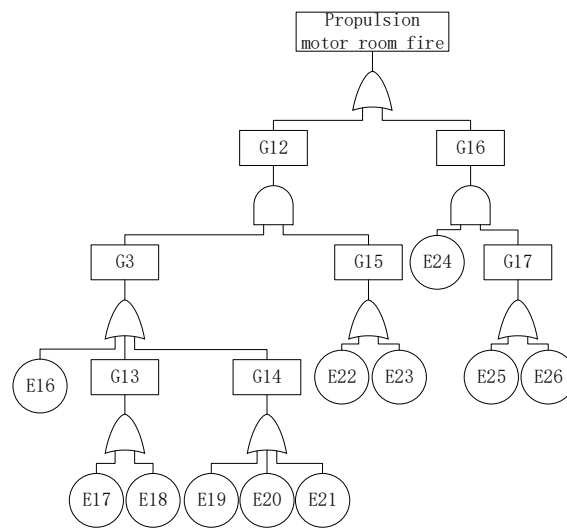 Propulsion
motor room fire
G12
G16
G3
G15
E24
G17
E16
G13
G14
E22
E23
E25
E26
E17
E18
E19
E20
E21